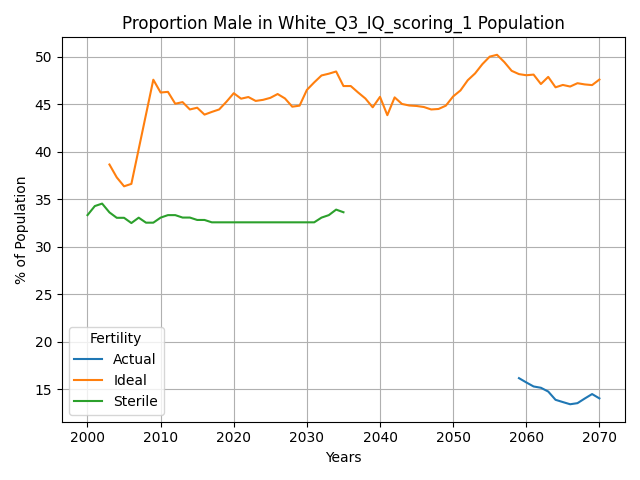 Proportion Male in White_Q3_IQ_scoring_1 Population
% of Population
50
45
40
35
30
25
20
15
Fertility
Actual
Ideal
Sterile
2000 2010 2020 2030 2040 2050 2060 2070
Years